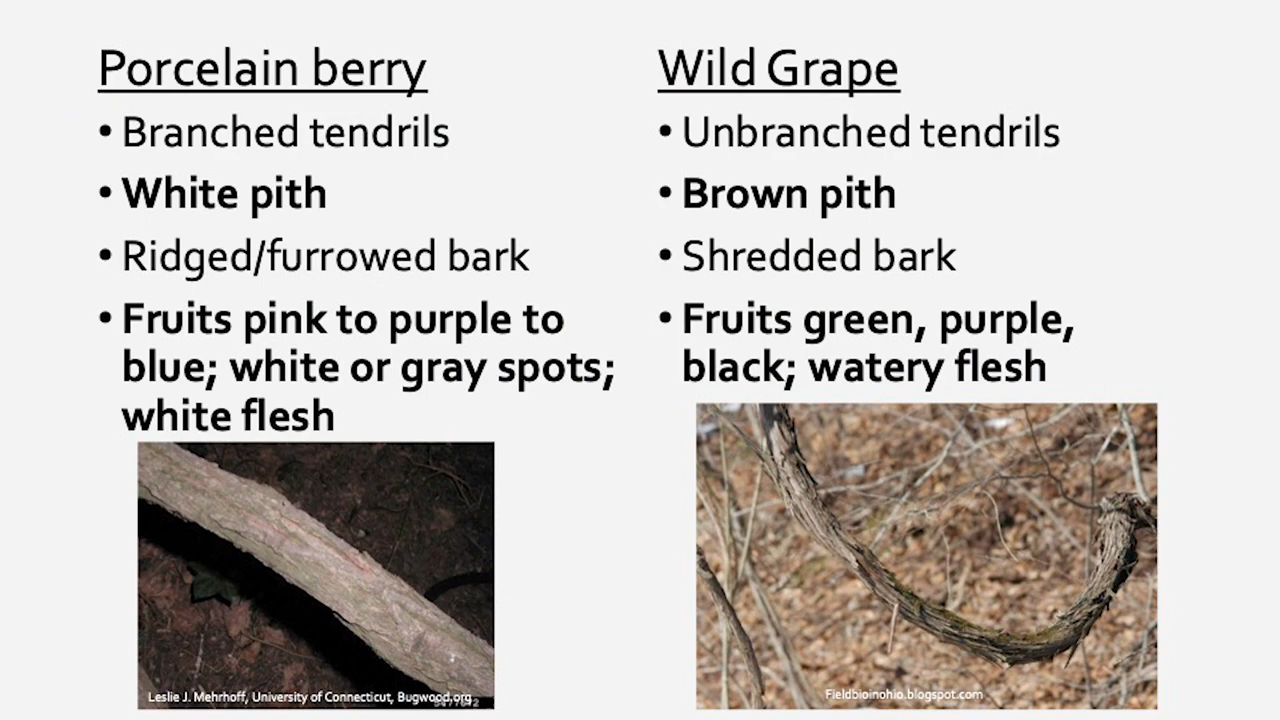 Porcelain berry
• Branched tendrils
• White pith
• Ridged/furrowed bark
• Fruits pink to purple to
blue; white or gray spots;
white flesh
Leslie J. Mehrhoff, University of Connecticut, Bugwood.org
Wild Grape
• Unbranched tendrils
• Brown pith
• Shredded bark
• Fruits green, purple,
black; watery flesh
Fieldbioinohio.blogspot.com